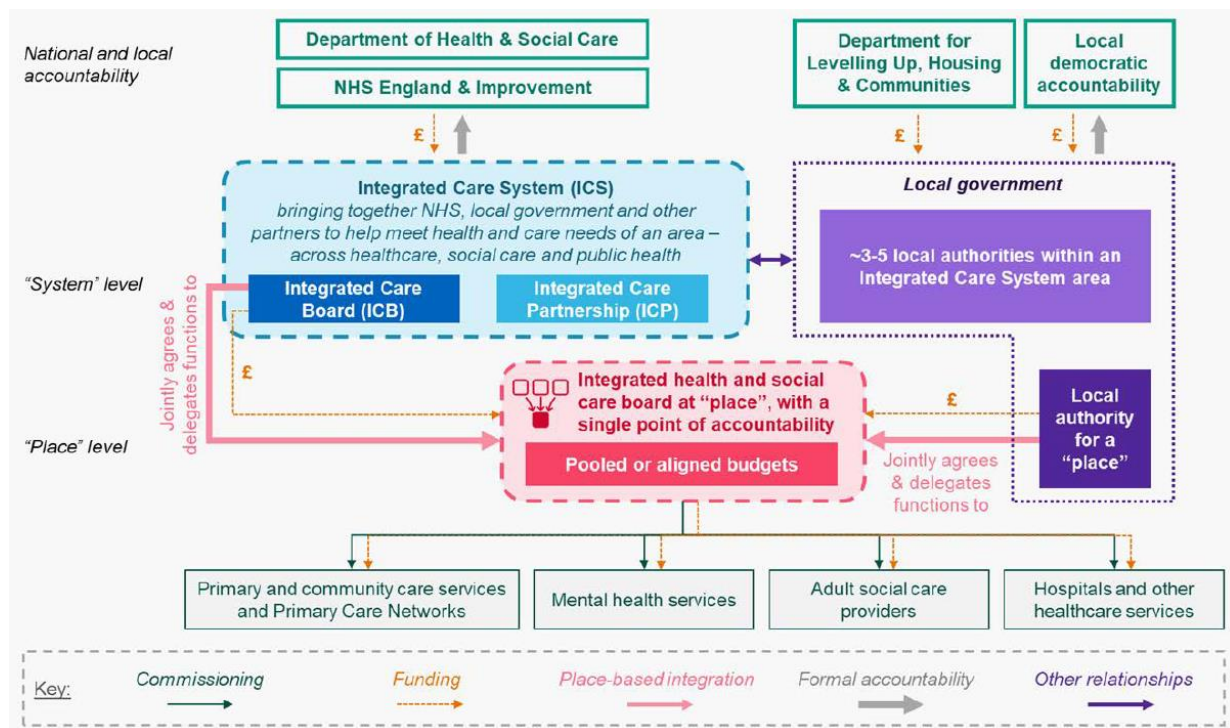 National and local
accountability
Department of Health & Social Care
NHS England & Improvement
Department for
Levelling Up, Housing
& Communities
Local
democratic
accountability
£
£
£
Integrated Care System (ICS)
bringing together NHS, local government and other
partners to help meet health and care needs of an area –
across healthcare, social care and public health
Local government
~3-5 local authorities within an
Integrated Care System area
"System' level
Integrated Care
Board (ICB)
Integrated Care
Partnership (ICP)
Jointly agrees &
delegates functions to
£
"Place" level
Integrated health and social
care board at "place", with a
single point of accountability
Pooled or aligned budgets
£
Jointly agrees
& delegates
functions to
Local
authority
for a
"place"
Primary and community care services
and Primary Care Networks
Mental health services
Adult social care
providers
Hospitals and other
healthcare services
Key:
Commissioning
Funding
Place-based integration
Formal accountability
Other relationships